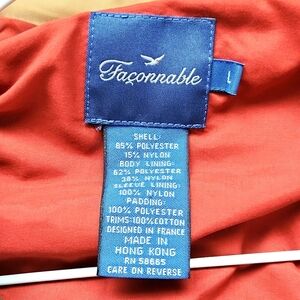 Façonnable
L
SHELL:
85% POLYESTER
15% NYLON
BODY LINING:
62% POLYESTER
38% NYLON
SLEEVE LINING:
100% NYLON
PADDING:
100% POLYESTER
TRIMS:100%COTTON
DESIGNED IN FRANCE
MADE IN
HONG KONG
RN 58665
CARE ON REVERSE